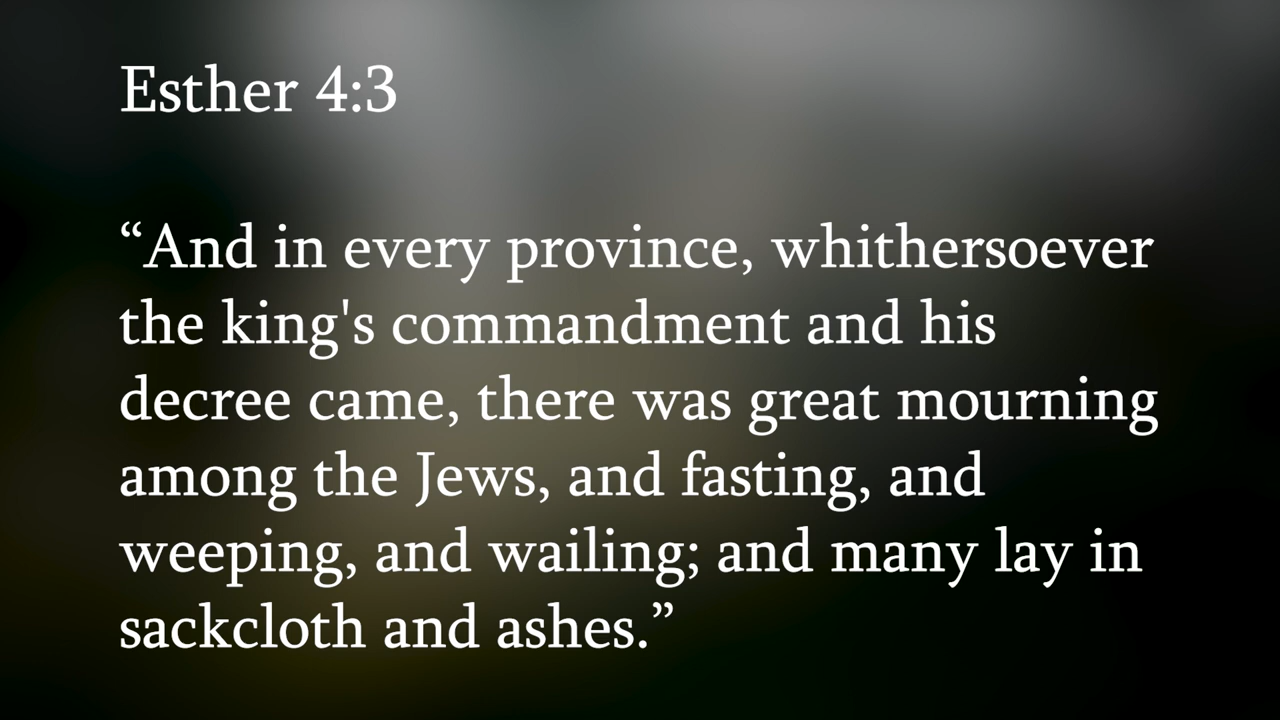 Esther 4:3
“And in every province, whithersoever
the king's commandment and his
decree came, there was great mourning
among the Jews, and fasting, and
weeping, and wailing; and many lay in
sackcloth and ashes.”